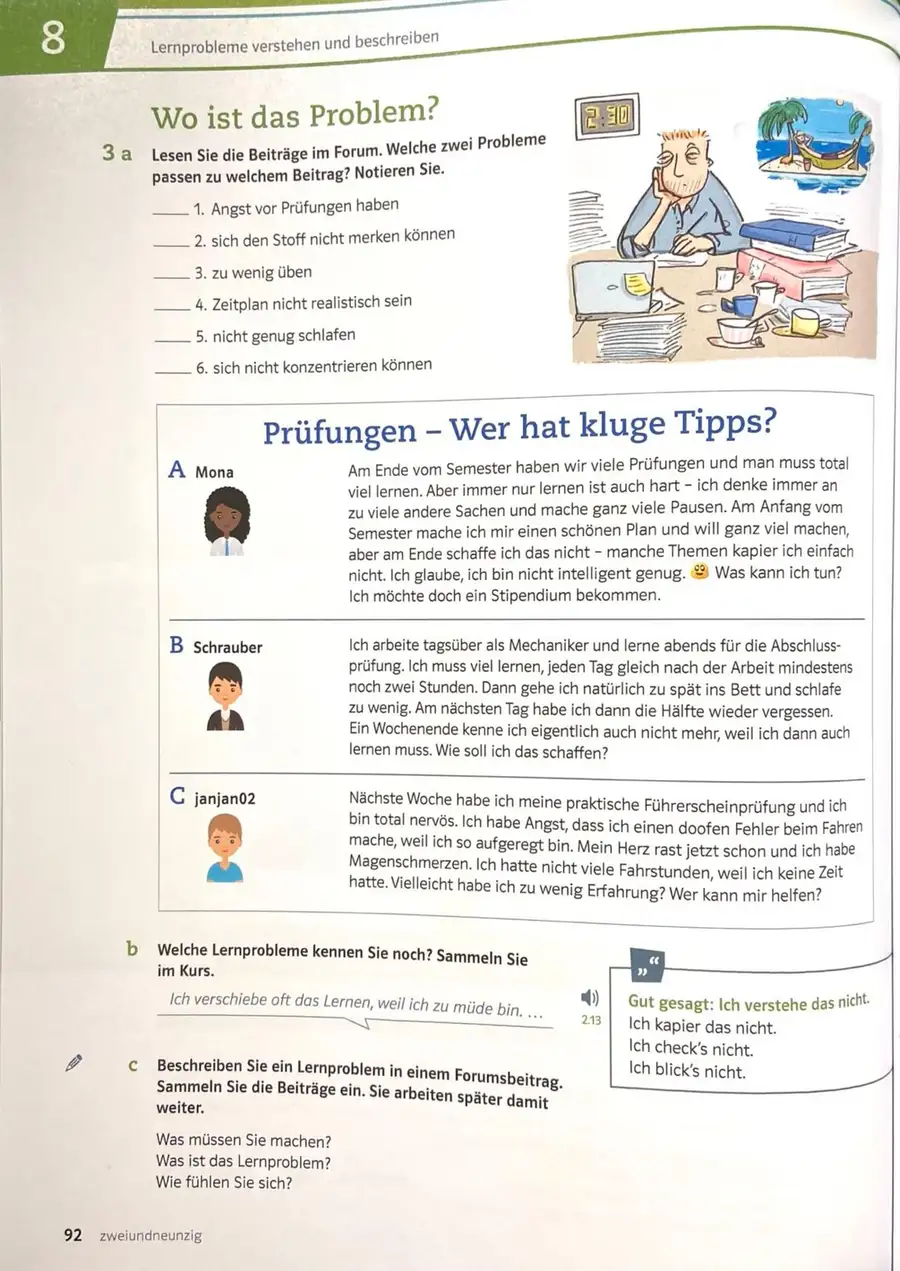 8
Lernprobleme verstehen und beschreiben
Wo ist das Problem?
3 a Lesen Sie die Beiträge im Forum. Welche zwei Probleme
passen zu welchem Beitrag? Notieren Sie.
2:30
____ 1. Angst vor Prüfungen haben
____ 2. sich den Stoff nicht merken können
____ 3. zu wenig üben
____ 4. Zeitplan nicht realistisch sein
____ 5. nicht genug schlafen
____ 6. sich nicht konzentrieren können
Prüfungen – Wer hat kluge Tipps?
A Mona
Am Ende vom Semester haben wir viele Prüfungen und man muss total
viel lernen. Aber immer nur lernen ist auch hart – ich denke immer an
zu viele andere Sachen und mache ganz viele Pausen. Am Anfang vom
Semester mache ich mir einen schönen Plan und will ganz viel machen,
aber am Ende schaffe ich das nicht – manche Themen kapier ich einfach
nicht. Ich glaube, ich bin nicht intelligent genug. Was kann ich tun?
Ich möchte doch ein Stipendium bekommen.
B Schrauber
Ich arbeite tagsüber als Mechaniker und lerne abends für die Abschluss-
prüfung. Ich muss viel lernen, jeden Tag gleich nach der Arbeit mindestens
noch zwei Stunden. Dann gehe ich natürlich zu spät ins Bett und schlafe
zu wenig. Am nächsten Tag habe ich dann die Hälfte wieder vergessen.
Ein Wochenende kenne ich eigentlich auch nicht mehr, weil ich dann auch
lernen muss. Wie soll ich das schaffen?
C janjan02
Nächste Woche habe ich meine praktische Führerscheinprüfung und ich
bin total nervös. Ich habe Angst, dass ich einen doofen Fehler beim Fahren
mache, weil ich so aufgeregt bin. Mein Herz rast jetzt schon und ich habe
Magenschmerzen. Ich hatte nicht viele Fahrstunden, weil ich keine Zeit
hatte. Vielleicht habe ich zu wenig Erfahrung? Wer kann mir helfen?
b Welche Lernprobleme kennen Sie noch? Sammeln Sie
im Kurs.
Ich verschiebe oft das Lernen, weil ich zu müde bin. ...
2.13
Gut gesagt: Ich verstehe das nicht.
Ich kapier das nicht.
Ich check's nicht.
Ich blick's nicht.
c Beschreiben Sie ein Lernproblem in einem Forumsbeitrag.
Sammeln Sie die Beiträge ein. Sie arbeiten später damit
weiter.
Was müssen Sie machen?
Was ist das Lernproblem?
Wie fühlen Sie sich?
92 zweiundneunzig